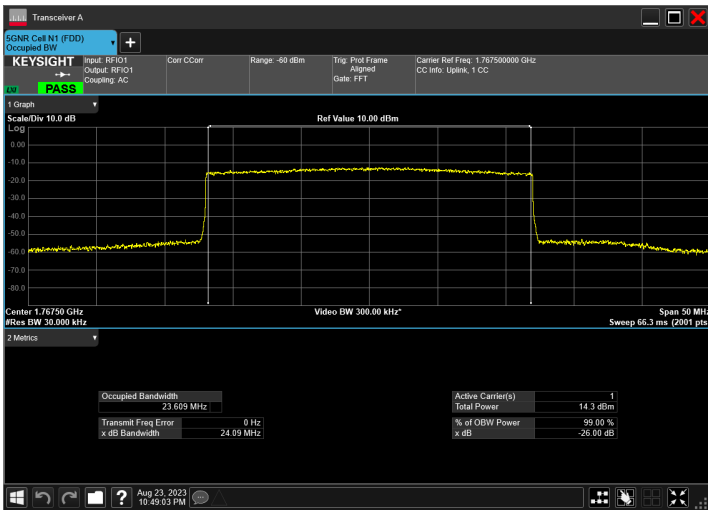 Transceiver A
5GNR Cell N1 (FDD)
Occupied BW
KEYSIGHT
Input: RFIO1
Output: RFIO1
Coupling: AC
Corr CCorr
Range: -60 dBm
Trig: Prot Frame
Aligned
Gate: FFT
Carrier Ref Freq: 1.767500000 GHz
CC Info: Uplink, 1 CC
PASS
1 Graph
Scale/Div 10.0 dB
Ref Value 10.00 dBm
Log
0.00
-10.0
-20.0
-30.0
-40.0
-50.0
-60.0
-70.0
-80.0
Center 1.76750 GHz
#Res BW 30.000 kHz
Video BW 300.00 kHz*
Span 50 MHz
Sweep 66.3 ms (2001 pts
2 Metrics
Occupied Bandwidth
23.609 MHz
Transmit Freq Error 0 Hz
x dB Bandwidth 24.09 MHz
Active Carrier(s) 1
Total Power 14.3 dBm
% of OBW Power 99.00 %
x dB -26.00 dB
Aug 23, 2023
10:49:03 PM